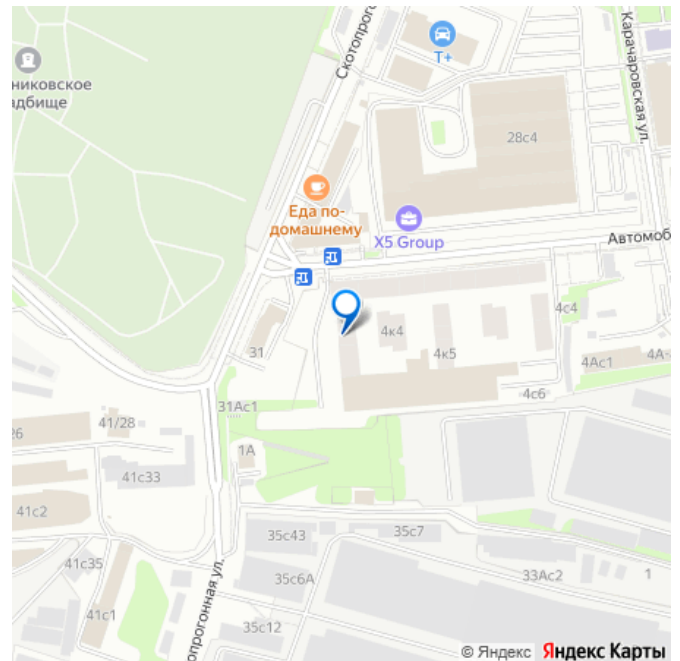 Скотопрог
Карачаровская ул.
T+
никовское
адбище
28с4
Еда по-
домашнему
X5 Group
Автомоб
4с4
4к4
31
4к5
4Ас1
4А-
4с6
31Ас1
41/28
26
1А
41с33
41с2
35с43
35с7
41с35
35с6А
33Ас2
1
41с1
35с12
опрогонная ул.
© Яндекс Яндекс Карты